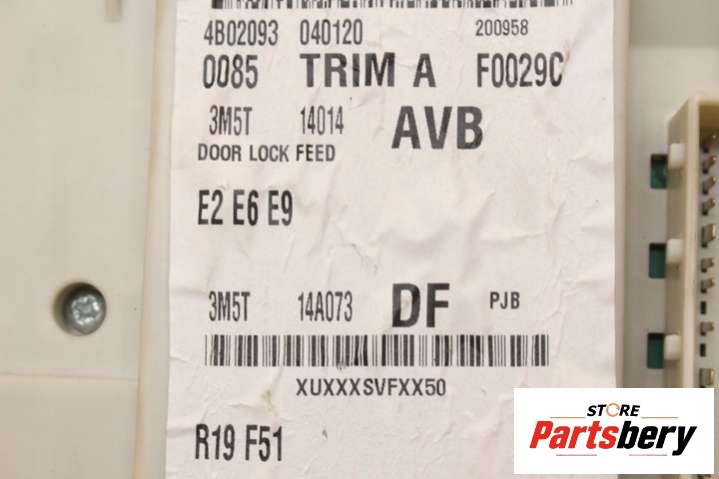 4B02093 040120 200958
0085 TRIM A F0029C
3M5T 14014 AVB
DOOR LOCK FEED
E2 E6 E9
3M5T 14A073 DF PJB
XUXXXSVFXX50
R19 F51
STORE
Partsbery